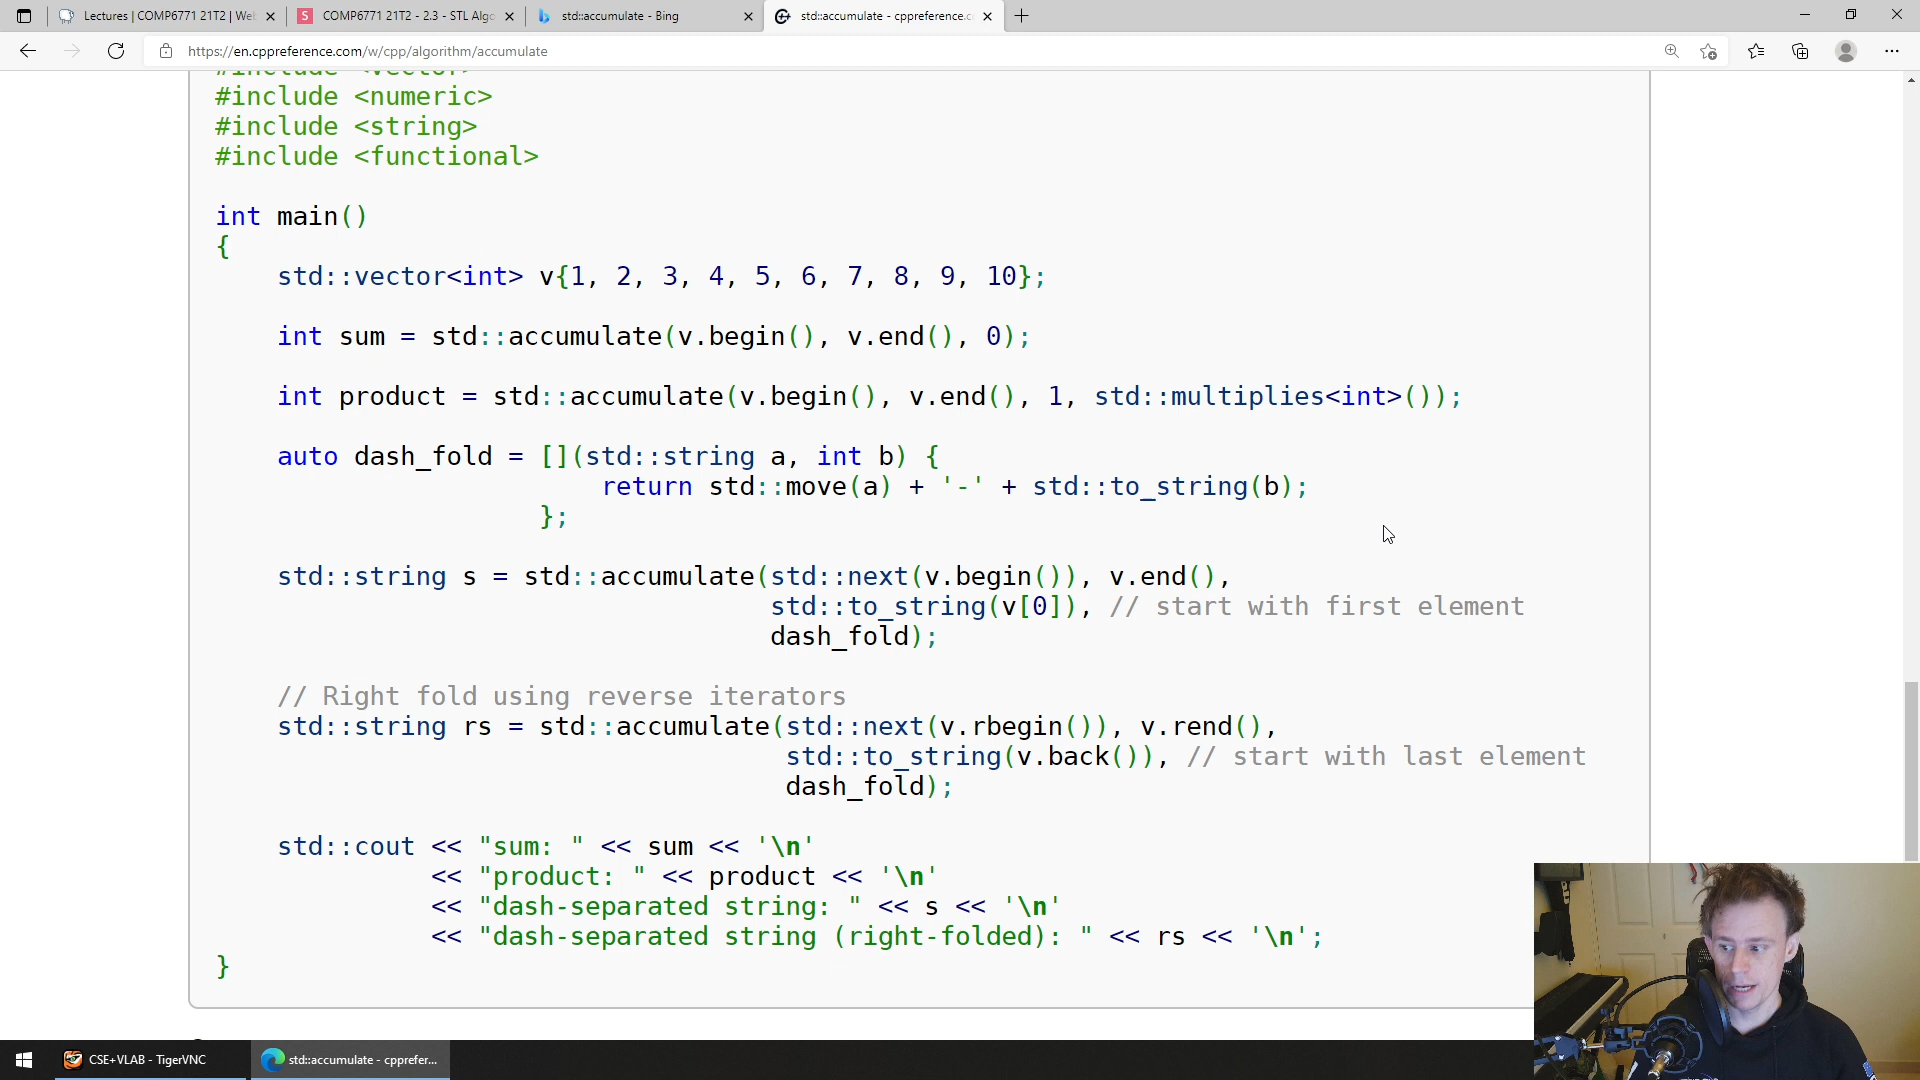 Lectures | COMP6771 21T2 | Web
COMP6771 21T2 - 2.3 - STL Algo
std::accumulate - Bing
std::accumulate - cppreference.c
https://en.cppreference.com/w/cpp/algorithm/accumulate
#include <vector>
#include <numeric>
#include <string>
#include <functional>
int main()
{
std::vector<int> v{1, 2, 3, 4, 5, 6, 7, 8, 9, 10};
int sum = std::accumulate(v.begin(), v.end(), 0);
int product = std::accumulate(v.begin(), v.end(), 1, std::multiplies<int>());
auto dash_fold = [](std::string a, int b) {
return std::move(a) + '-' + std::to_string(b);
};
std::string s = std::accumulate(std::next(v.begin()), v.end(),
std::to_string(v[0]), // start with first element
dash_fold);
// Right fold using reverse iterators
std::string rs = std::accumulate(std::next(v.rbegin()), v.rend(),
std::to_string(v.back()), // start with last element
dash_fold);
std::cout << "sum: " << sum << '\n'
<< "product: " << product << '\n'
<< "dash-separated string: " << s << '\n'
<< "dash-separated string (right-folded): " << rs << '\n';
}
CSE+VLAB - TigerVNC
std::accumulate - cpprefer...